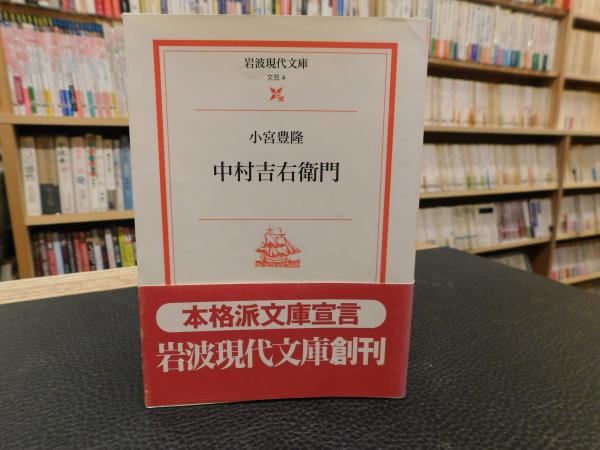 岩波現代文庫
文芸 4
小宮豊隆
中村吉右衛門
本格派文庫宣言
岩波現代文庫創刊